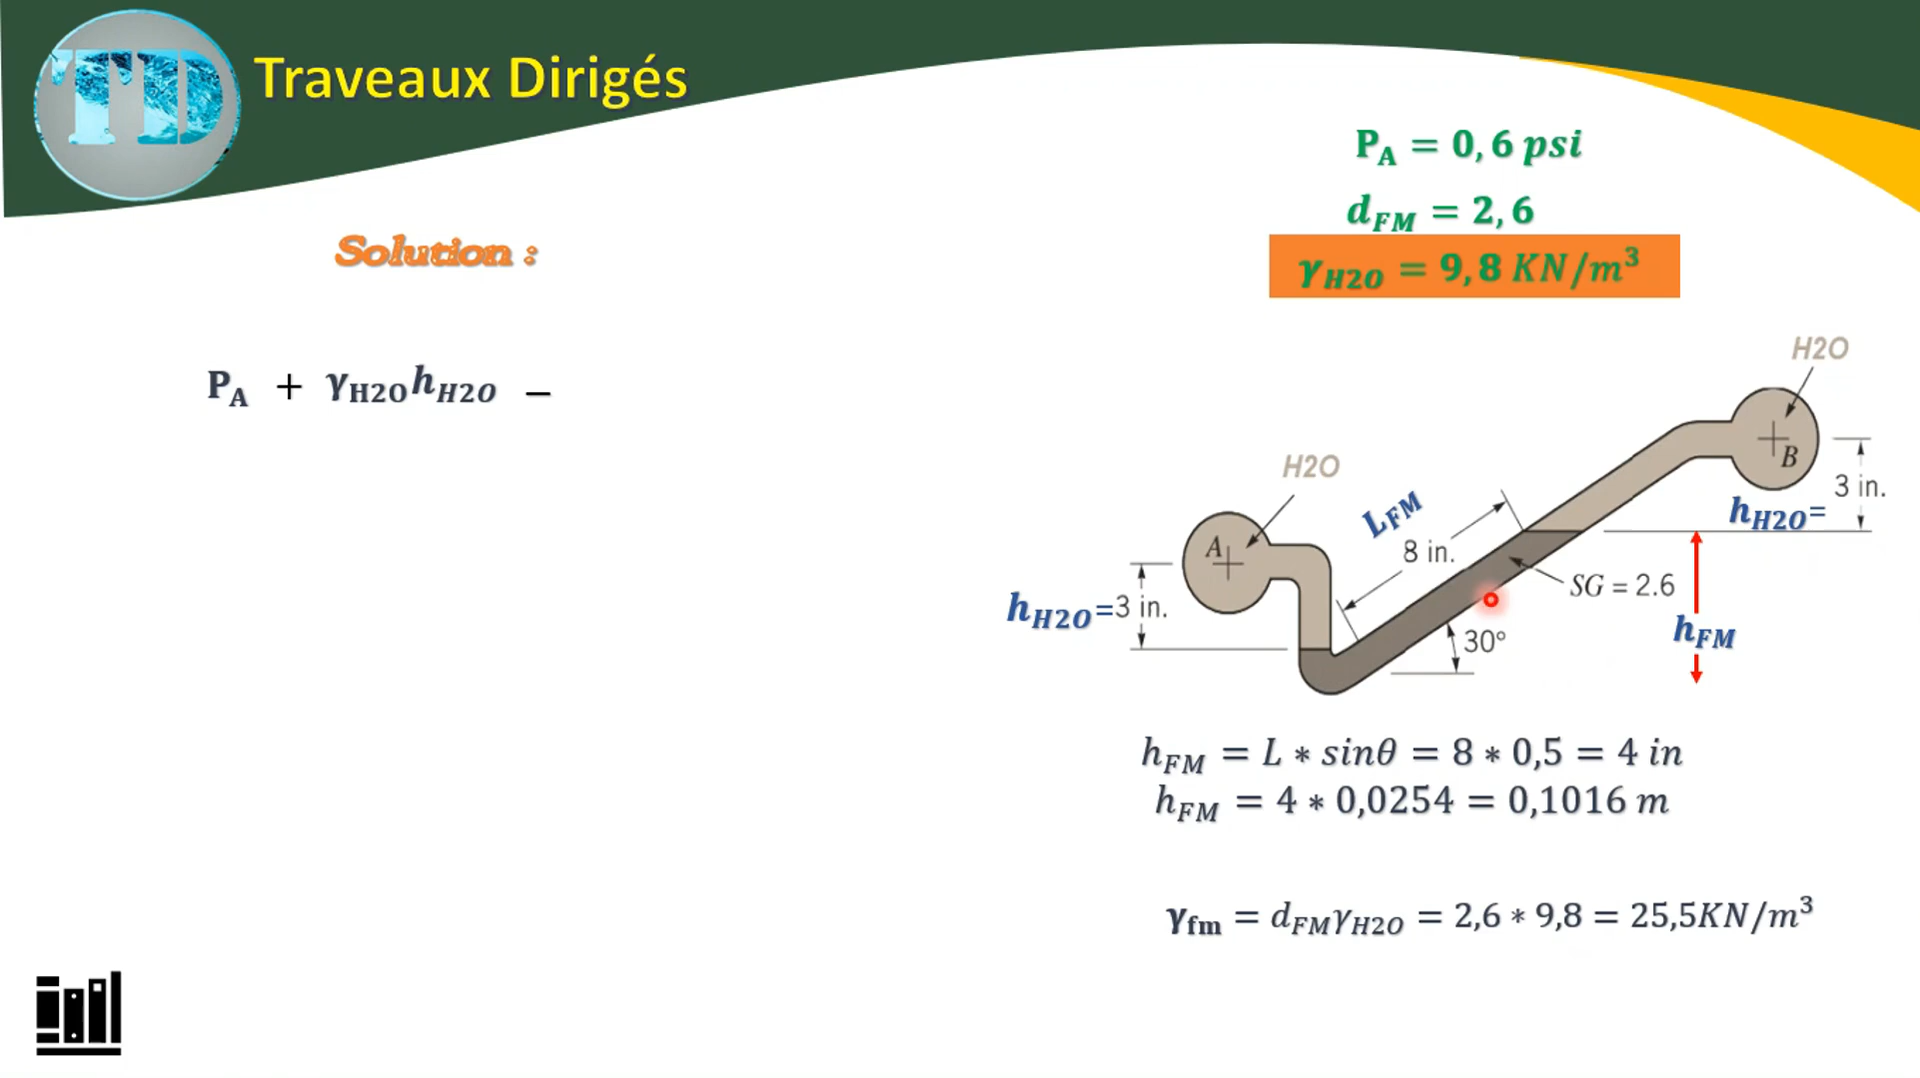 TD
Traveaux Dirigés
P_A = 0,6 psi
d_FM = 2,6
γ_H2O = 9,8 KN/m³
Solution :
P_A + γ_H2O h_H2O −
H2O
B
3 in.
h_H2O=
H2O
A
L_FM
8 in.
SG = 2.6
h_H2O=3 in.
30°
h_FM
h_FM = L ∗ sinθ = 8 ∗ 0,5 = 4 in
h_FM = 4 ∗ 0,0254 = 0,1016 m
γ_fm = d_FM γ_H2O = 2,6 ∗ 9,8 = 25,5KN/m³